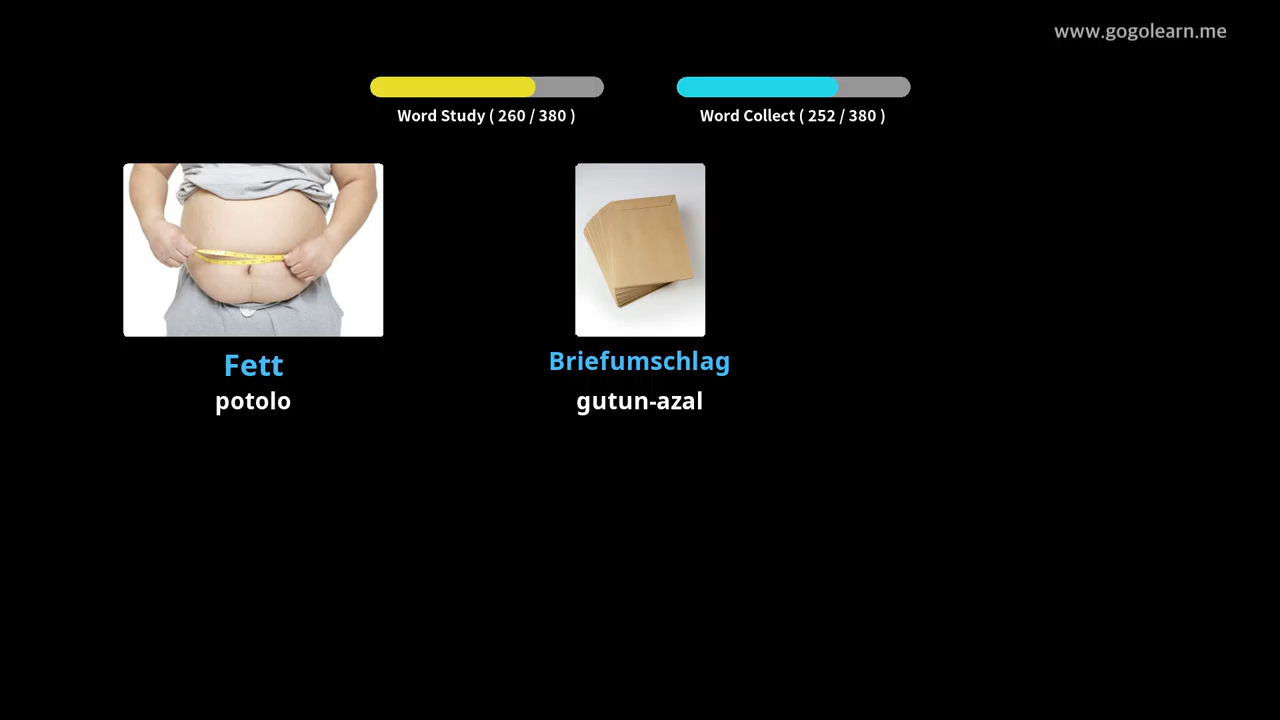 www.gogolearn.me
Word Study ( 260 / 380 )
Word Collect ( 252 / 380 )
Fett
potolo
Briefumschlag
gutun-azal